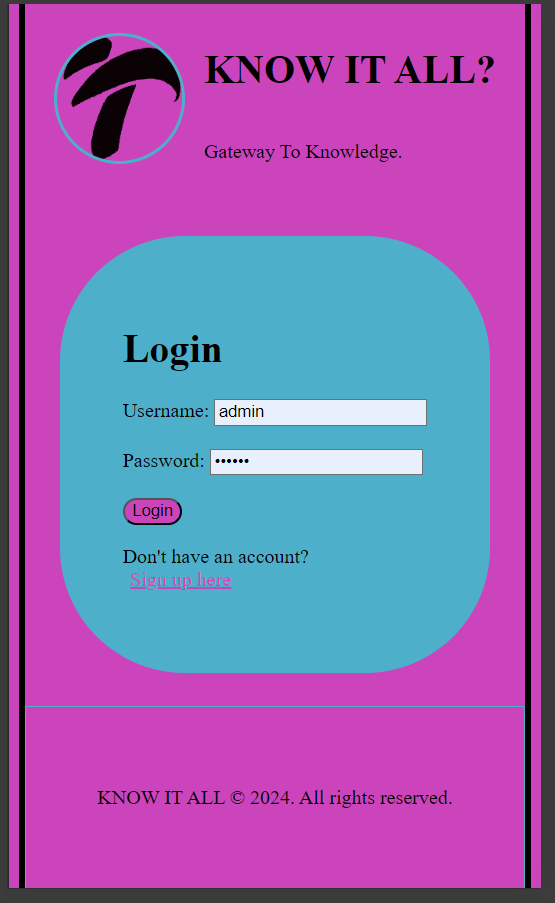 KNOW IT ALL?
Gateway To Knowledge.
Login
Username: admin
Password: ••••••
Login
Don't have an account?
Sign up here
KNOW IT ALL © 2024. All rights reserved.